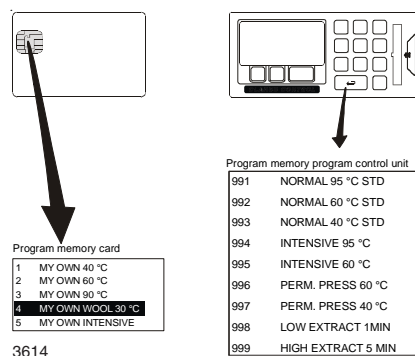 Program memory card
1 MY OWN 40 °C
2 MY OWN 60 °C
3 MY OWN 90 °C
4 MY OWN WOOL 30 °C
5 MY OWN INTENSIVE
3614
Program memory program control unit
991 NORMAL 95 °C STD
992 NORMAL 60 °C STD
993 NORMAL 40 °C STD
994 INTENSIVE 95 °C
995 INTENSIVE 60 °C
996 PERM. PRESS 60 °C
997 PERM. PRESS 40 °C
998 LOW EXTRACT 1MIN
999 HIGH EXTRACT 5 MIN